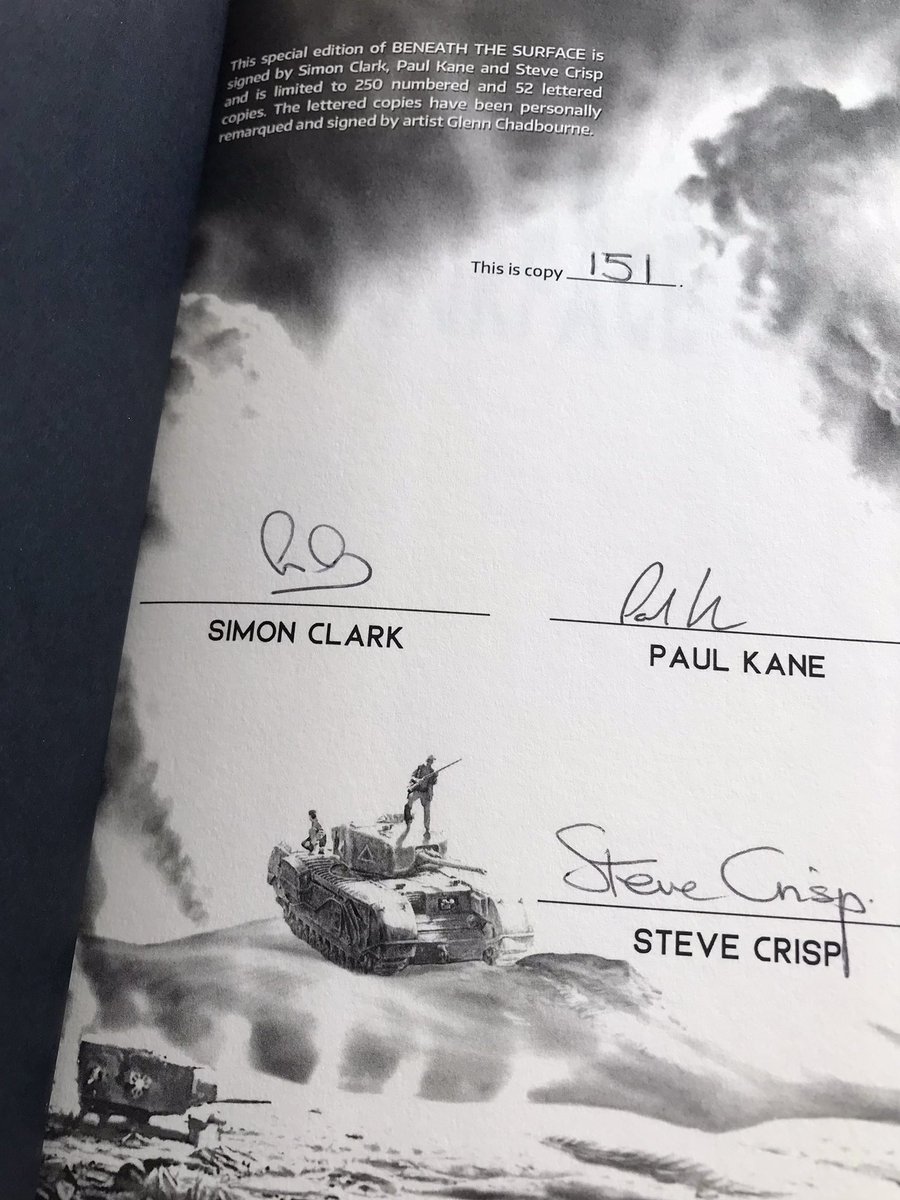 This special edition of BENEATH THE SURFACE is
signed by Simon Clark, Paul Kane and Steve Crisp
and is limited to 250 numbered and 52 lettered
copies. The lettered copies have been personally
remarqued and signed by artist Glenn Chadbourne.
This is copy 151.
SIMON CLARK
PAUL KANE
Steve Crisp.
STEVE CRISP